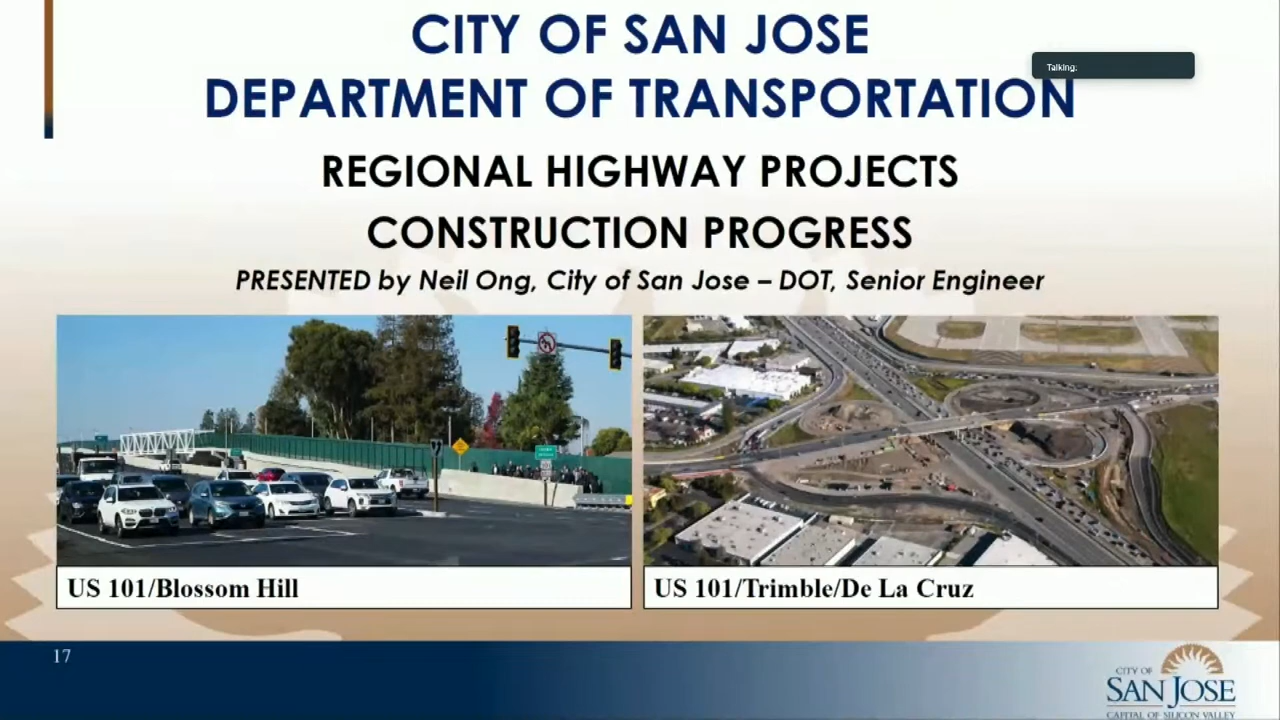 CITY OF SAN JOSE
DEPARTMENT OF TRANSPORTATION
Talking:
REGIONAL HIGHWAY PROJECTS
CONSTRUCTION PROGRESS
PRESENTED by Neil Ong, City of San Jose – DOT, Senior Engineer
US 101/Blossom Hill
US 101/Trimble/De La Cruz
17
CITY OF
SAN JOSE
CAPITAL OF SILICON VALLEY